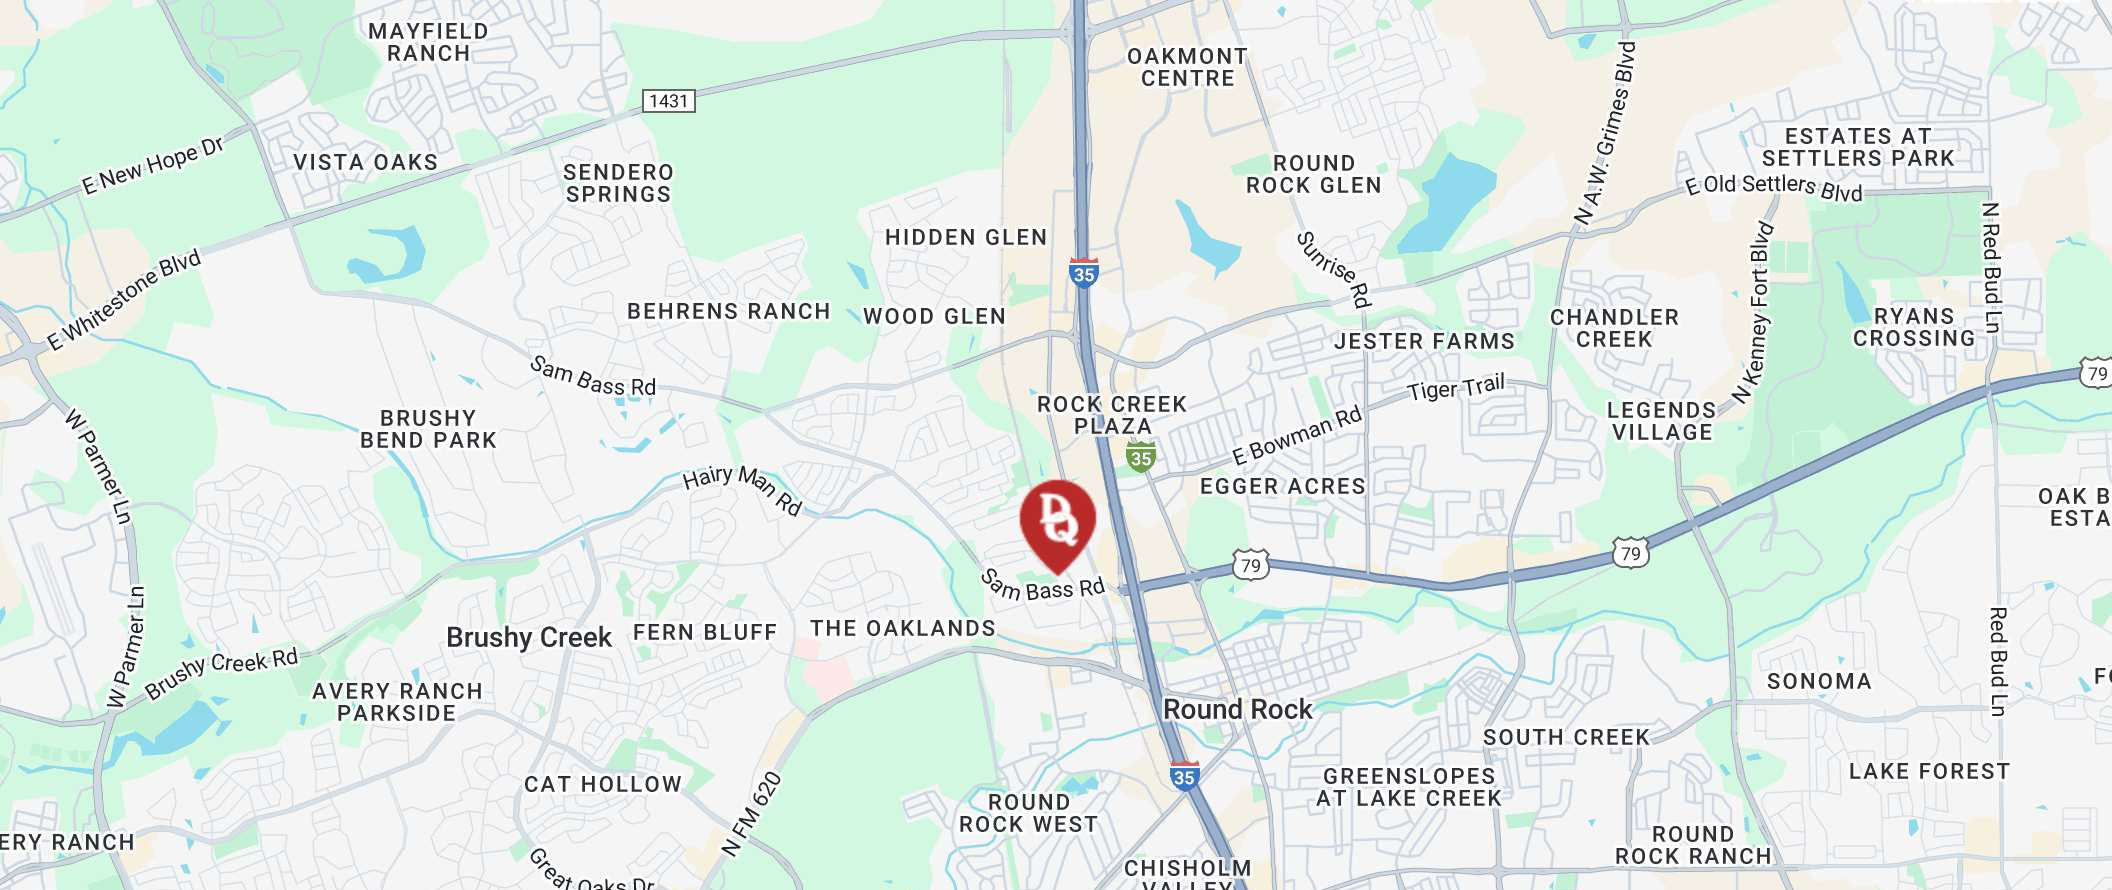 MAYFIELD
RANCH
OAKMONT
CENTRE
1431
N A.W. Grimes Blvd
E New Hope Dr
VISTA OAKS
SENDERO
SPRINGS
ROUND
ROCK GLEN
ESTATES AT
SETTLERS PARK
E Old Settlers Blvd
HIDDEN GLEN
N Red Bud Ln
E Whitestone Blvd
35
Sunrise Rd
N Kenney Fort Blvd
BEHRENS RANCH
WOOD GLEN
CHANDLER
CREEK
RYANS
CROSSING
JESTER FARMS
Sam Bass Rd
Tiger Trail
79
ROCK CREEK
PLAZA
LEGENDS
VILLAGE
BRUSHY
BEND PARK
W Parmer Ln
E Bowman Rd
35
Hairy Man Rd
EGGER ACRES
OAK B
ESTA
DQ
79
79
Sam Bass Rd
W Parmer Ln
Brushy Creek
FERN BLUFF
THE OAKLANDS
Red Bud Ln
Brushy Creek Rd
AVERY RANCH
PARKSIDE
SONOMA
FO
Round Rock
SOUTH CREEK
35
CAT HOLLOW
N FM 620
GREENSLOPES
AT LAKE CREEK
LAKE FOREST
ROUND
ROCK WEST
ERY RANCH
ROUND
ROCK RANCH
Great Oaks Dr
CHISHOLM
VALLEY